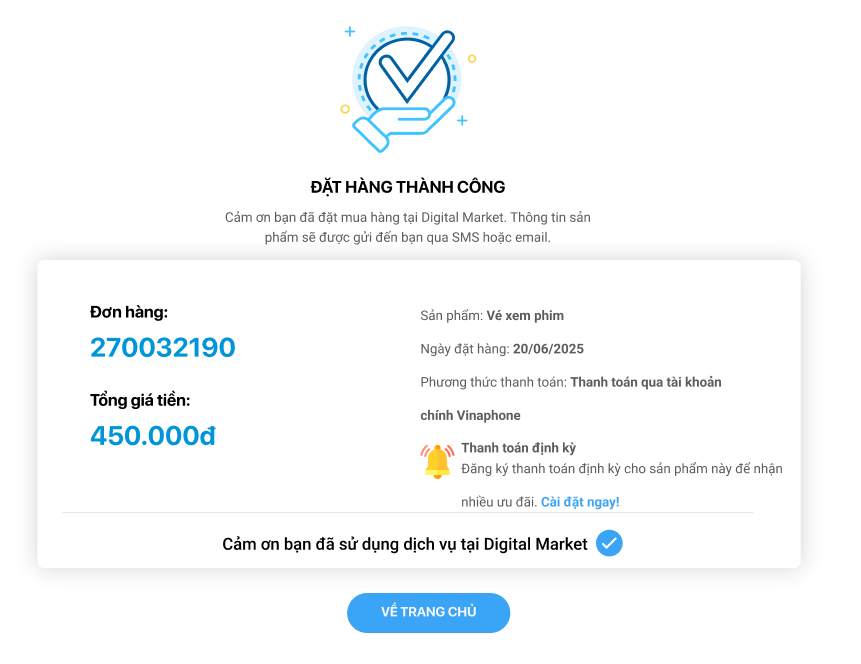 ĐẶT HÀNG THÀNH CÔNG
Cảm ơn bạn đã đặt mua hàng tại Digital Market. Thông tin sản
phẩm sẽ được gửi đến bạn qua SMS hoặc email.
Đơn hàng:
270032190
Tổng giá tiền:
450.000đ
Sản phẩm: Vé xem phim
Ngày đặt hàng: 20/06/2025
Phương thức thanh toán: Thanh toán qua tài khoản
chính Vinaphone
Thanh toán định kỳ
Đăng ký thanh toán định kỳ cho sản phẩm này để nhận
nhiều ưu đãi. Cài đặt ngay!
Cảm ơn bạn đã sử dụng dịch vụ tại Digital Market
VỀ TRANG CHỦ